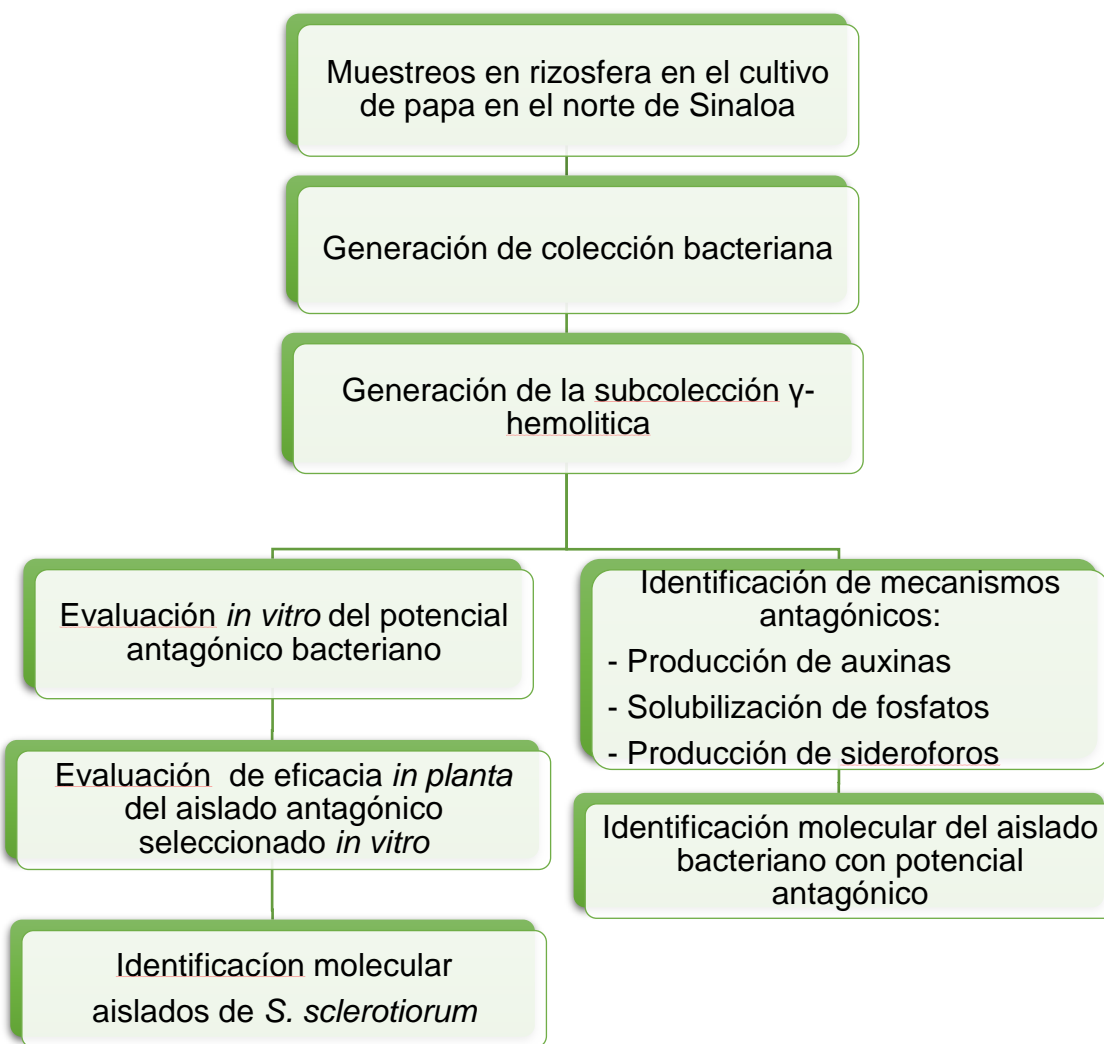 Muestreos en rizosfera en el cultivo
de papa en el norte de Sinaloa
Generación de colección bacteriana
Generación de la subcolección γ-
hemolitica
Evaluación in vitro del potencial
antagónico bacteriano
Evaluación de eficacia in planta
del aislado antagónico
seleccionado in vitro
Identificacíon molecular
aislados de S. sclerotiorum
Identificación de mecanismos
antagónicos:
- Producción de auxinas
- Solubilización de fosfatos
- Producción de sideroforos
Identificación molecular del aislado
bacteriano con potencial
antagónico